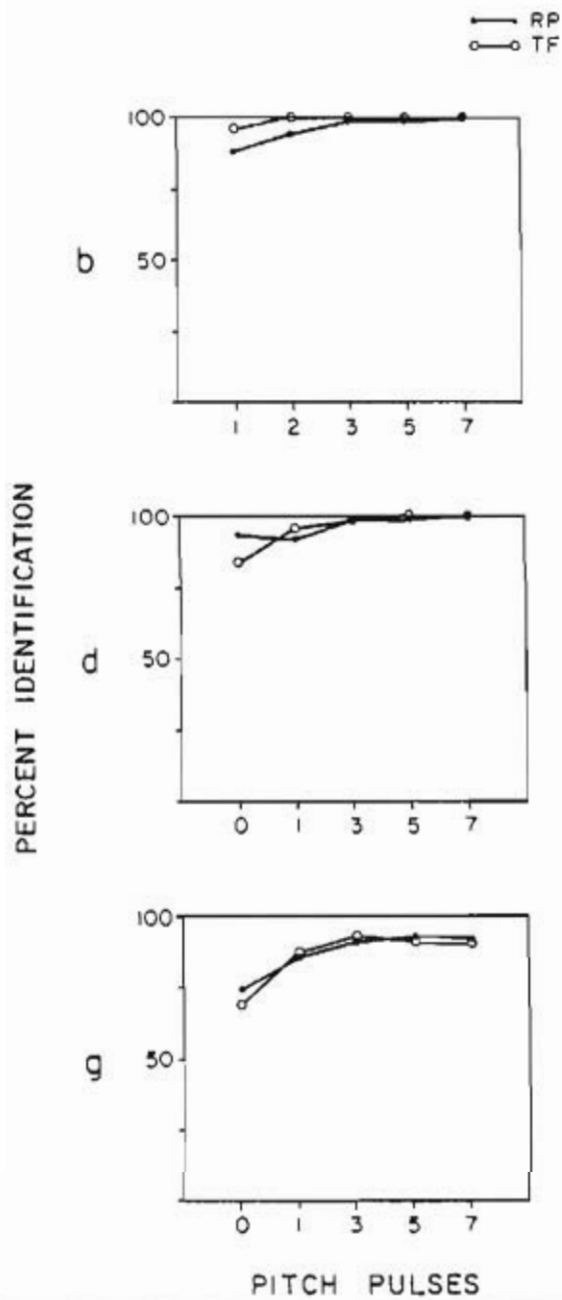 RP
TF
100
b
50
1 2 3 5 7
100
d
50
0 1 3 5 7
PERCENT IDENTIFICATION
100
g
50
0 1 3 5 7
PITCH PULSES